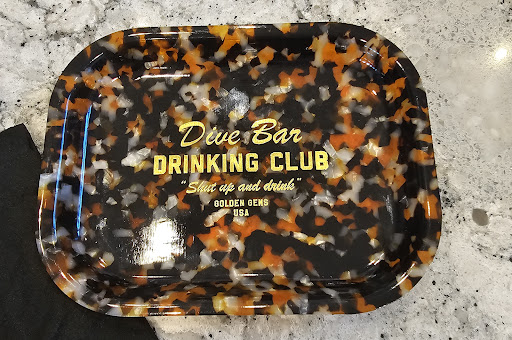 Dive Bar
DRINKING CLUB
"Shut up and drink"
GOLDEN GEMS
USA